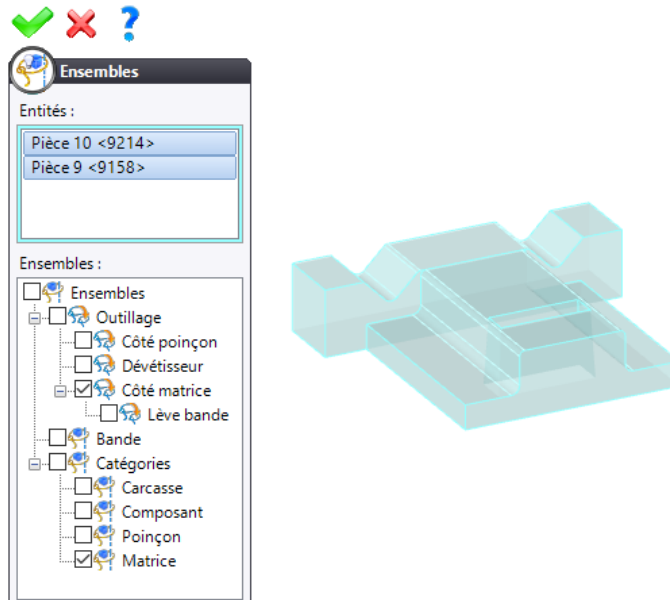 Ensembles
Entités :
Pièce 10 <9214>
Pièce 9 <9158>
Ensembles :
Ensembles
Outillage
Côté poinçon
Dévêtisseur
Côté matrice
Lève bande
Bande
Catégories
Carcasse
Composant
Poinçon
Matrice